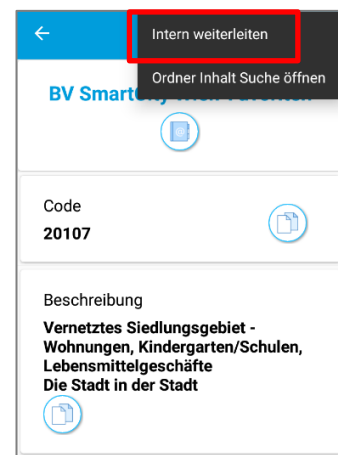 Intern weiterleiten
Ordner Inhalt Suche öffnen
BV Smart
Code
20107
Beschreibung
Vernetztes Siedlungsgebiet -
Wohnungen, Kindergarten/Schulen,
Lebensmittelgeschäfte
Die Stadt in der Stadt